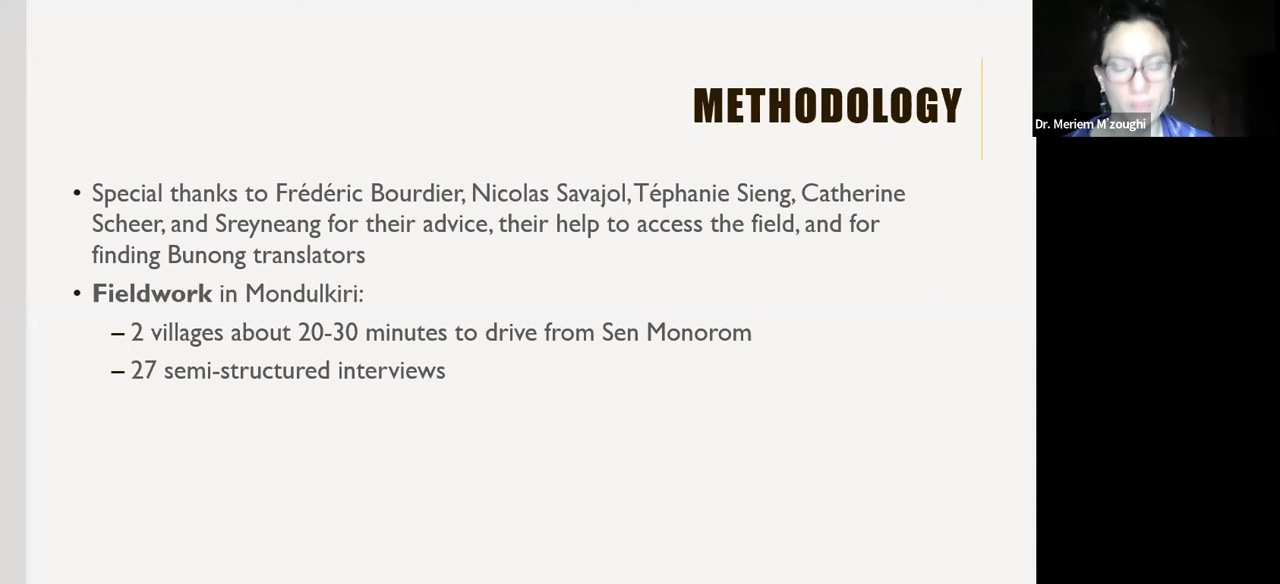 METHODOLOGY
• Special thanks to Frédéric Bourdier, Nicolas Savajol, Téphanie Sieng, Catherine
Scheer, and Sreyneang for their advice, their help to access the field, and for
finding Bunong translators
• Fieldwork in Mondulkiri:
– 2 villages about 20-30 minutes to drive from Sen Monorom
– 27 semi-structured interviews
Dr. Meriem M'zoughi